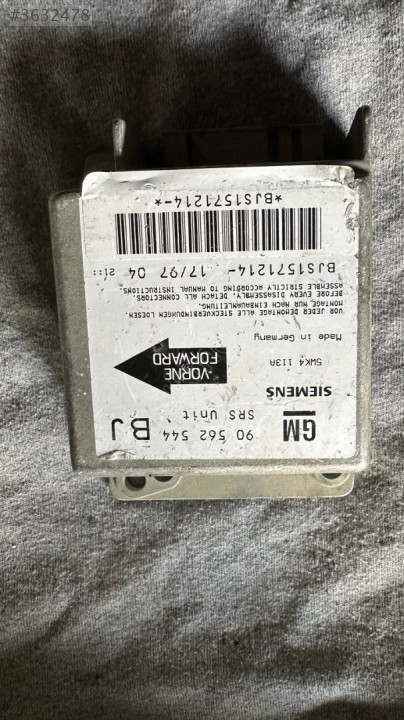 #3632478
GM
90 562 544 BJ
SRS Unit
SIEMENS
5WK4 113A
VORNE
FORWARD
Made in Germany
VOR JEDER DEMONTAGE ALLE STECKVERBINDUNGEN LOESEN.
MONTAGE NUR NACH EINBAUANLEITUNG.
BEFORE EVERY DISASSEMBLY, DETACH ALL CONNECTORS.
ASSEMBLE STRICTLY ACCORDING TO MANUAL INSTRUCTIONS.
BJS1571214- 17/97 04 21::
*BJS1571214-*